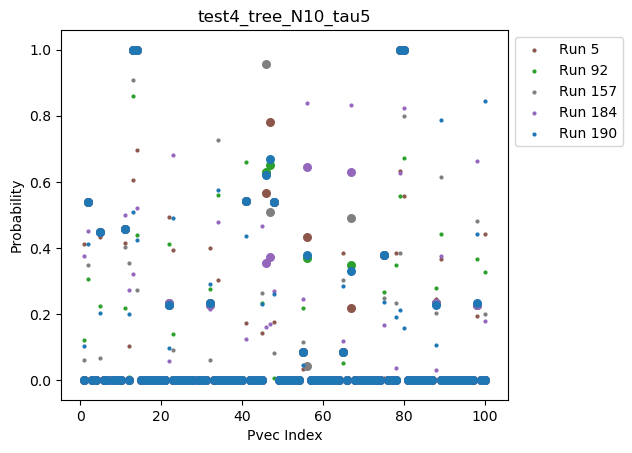 test4_tree_N10_tau5
1.0
0.8
0.6
0.4
0.2
0.0
Probability
0
20
40
60
80
100
Pvec Index
Run 5
Run 92
Run 157
Run 184
Run 190